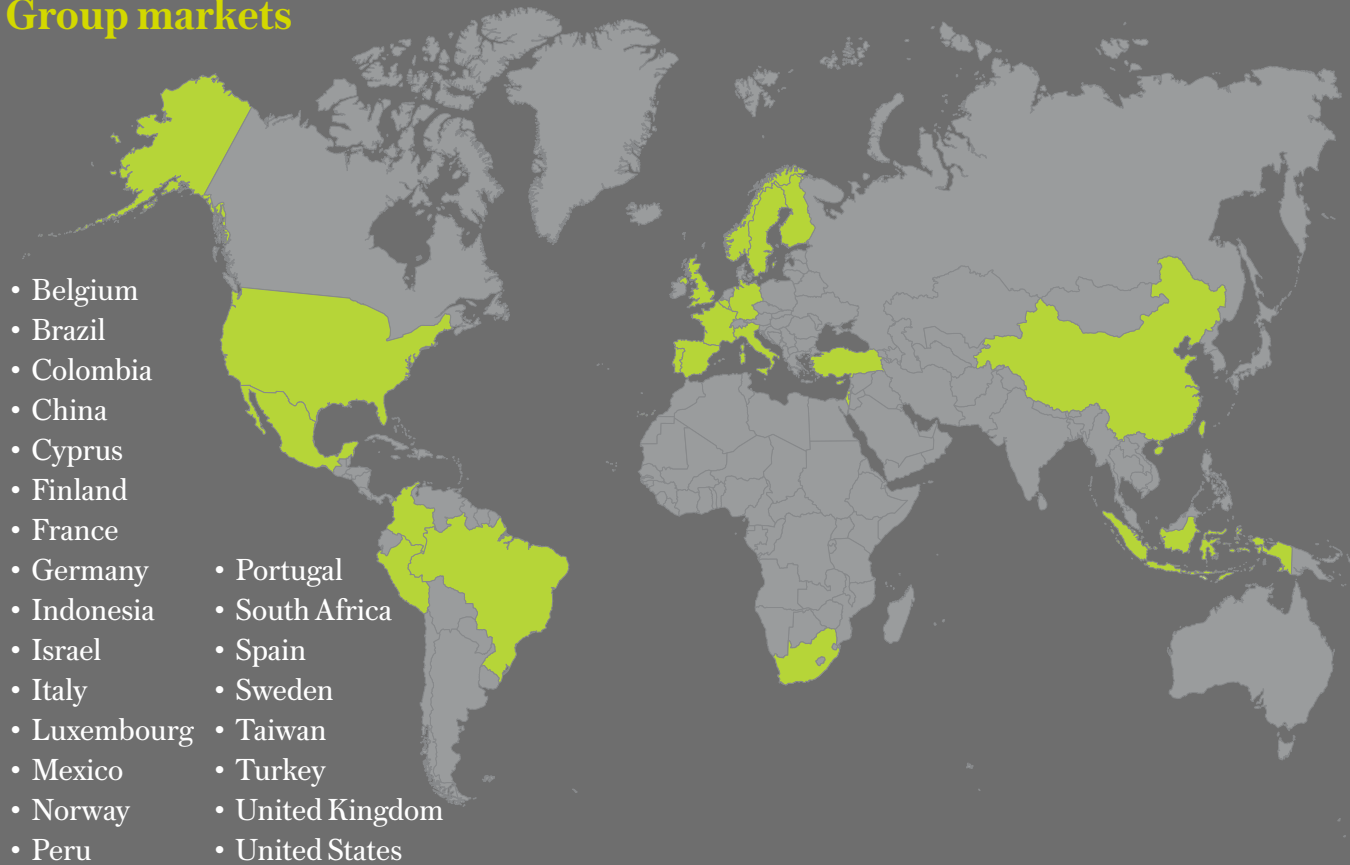 Group markets
• Belgium
• Brazil
• Colombia
• China
• Cyprus
• Finland
• France
• Germany
• Indonesia
• Israel
• Italy
• Luxembourg
• Mexico
• Norway
• Peru
• Portugal
• South Africa
• Spain
• Sweden
• Taiwan
• Turkey
• United Kingdom
• United States